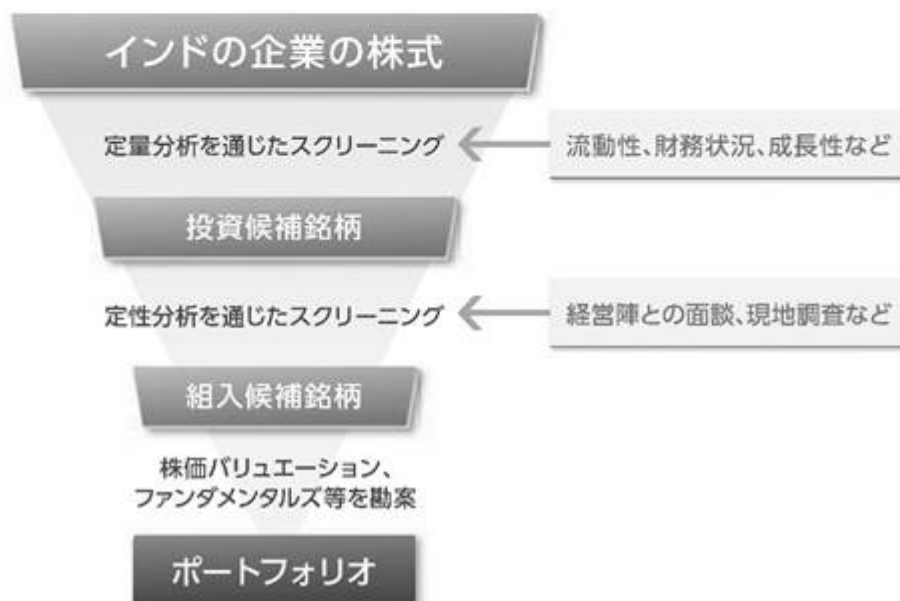 インドの企業の株式
定量分析を通じたスクリーニング
流動性、財務状況、成長性など
投資候補銘柄
定性分析を通じたスクリーニング
経営陣との面談、現地調査など
組入候補銘柄
株価バリュエーション、
ファンダメンタルズ等を勘案
ポートフォリオ